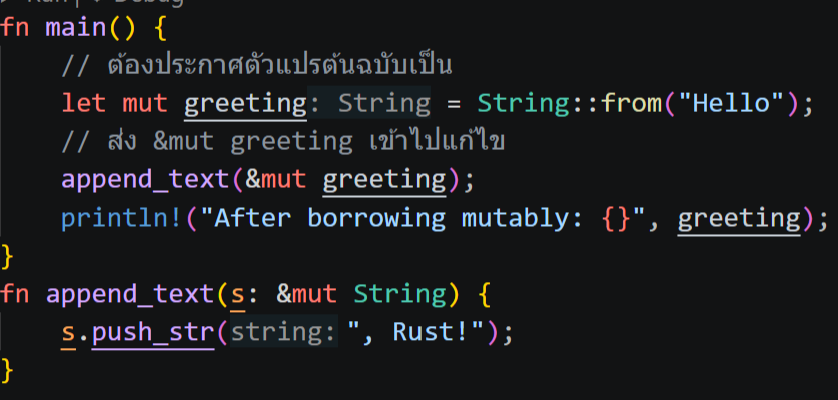 Run | Debug
fn main() {
// ต้องประกาศตัวแปรต้นฉบับเป็น
let mut greeting: String = String::from("Hello");
// ส่ง &mut greeting เข้าไปแก้ไข
append_text(&mut greeting);
println!("After borrowing mutably: {}", greeting);
}
fn append_text(s: &mut String) {
s.push_str(string: ", Rust!");
}